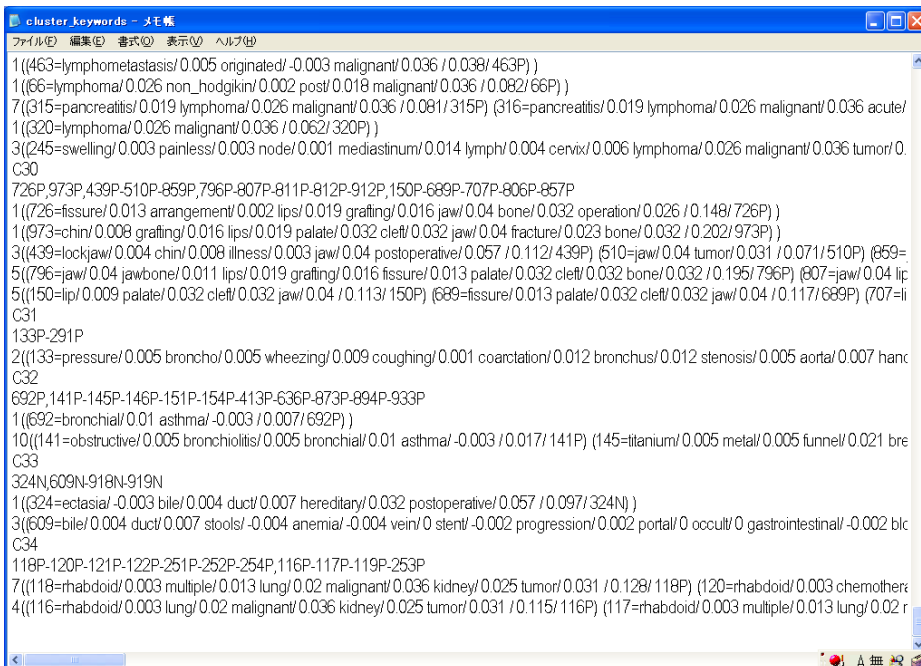 cluster_keywords - メモ帳
ファイル(F) 編集(E) 書式(O) 表示(V) ヘルプ(H)
1((463=lymphometastasis/ 0.005 originated/ -0.003 malignant/ 0.036 / 0.038/ 463P) )
1((66=lymphoma/ 0.026 non_hodgikin/ 0.002 post/ 0.018 malignant/ 0.036 / 0.082/ 66P) )
7((315=pancreatitis/ 0.019 lymphoma/ 0.026 malignant/ 0.036 / 0.081/ 315P) (316=pancreatitis/ 0.019 lymphoma/ 0.026 malignant/ 0.036 acute/
1((320=lymphoma/ 0.026 malignant/ 0.036 / 0.062/ 320P) )
3((245=swelling/ 0.003 painless/ 0.003 node/ 0.001 mediastinum/ 0.014 lymph/ 0.004 cervix/ 0.006 lymphoma/ 0.026 malignant/ 0.036 tumor/ 0.
C30
726P,973P,439P-510P-859P,796P-807P-811P-812P-912P,150P-689P-707P-806P-857P
1((726=fissure/ 0.013 arrangement/ 0.002 lips/ 0.019 grafting/ 0.016 jaw/ 0.04 bone/ 0.032 operation/ 0.026 / 0.148/ 726P) )
1((973=chin/ 0.008 grafting/ 0.016 lips/ 0.019 palate/ 0.032 cleft/ 0.032 jaw/ 0.04 fracture/ 0.023 bone/ 0.032 / 0.202/ 973P) )
3((439=lockjaw/ 0.004 chin/ 0.008 illness/ 0.003 jaw/ 0.04 postoperative/ 0.057 / 0.112/ 439P) (510=jaw/ 0.04 tumor/ 0.031 / 0.071/ 510P) (859=
5((796=jaw/ 0.04 jawbone/ 0.011 lips/ 0.019 grafting/ 0.016 fissure/ 0.013 palate/ 0.032 cleft/ 0.032 bone/ 0.032 / 0.195/ 796P) (807=jaw/ 0.04 lip
5((150=lip/ 0.009 palate/ 0.032 cleft/ 0.032 jaw/ 0.04 / 0.113/ 150P) (689=fissure/ 0.013 palate/ 0.032 cleft/ 0.032 jaw/ 0.04 / 0.117/ 689P) (707=li
C31
133P-291P
2((133=pressure/ 0.005 broncho/ 0.005 wheezing/ 0.009 coughing/ 0.001 coarctation/ 0.012 bronchus/ 0.012 stenosis/ 0.005 aorta/ 0.007 hand
C32
692P,141P-145P-146P-151P-154P-413P-636P-873P-894P-933P
1((692=bronchial/ 0.01 asthma/ -0.003 / 0.007/ 692P) )
10((141=obstructive/ 0.005 bronchiolitis/ 0.005 bronchial/ 0.01 asthma/ -0.003 / 0.017/ 141P) (145=titanium/ 0.005 metal/ 0.005 funnel/ 0.021 bre
C33
324N,609N-918N-919N
1((324=ectasia/ -0.003 bile/ 0.004 duct/ 0.007 hereditary/ 0.032 postoperative/ 0.057 / 0.097/ 324N) )
3((609=bile/ 0.004 duct/ 0.007 stools/ -0.004 anemia/ -0.004 vein/ 0 stent/ -0.002 progression/ 0.002 portal/ 0 occult/ 0 gastrointestinal/ -0.002 blo
C34
118P-120P-121P-122P-251P-252P-254P,116P-117P-119P-253P
7((118=rhabdoid/ 0.003 multiple/ 0.013 lung/ 0.02 malignant/ 0.036 kidney/ 0.025 tumor/ 0.031 / 0.128/ 118P) (120=rhabdoid/ 0.003 chemothera
4((116=rhabdoid/ 0.003 lung/ 0.02 malignant/ 0.036 kidney/ 0.025 tumor/ 0.031 / 0.115/ 116P) (117=rhabdoid/ 0.003 multiple/ 0.013 lung/ 0.02 r
A 無